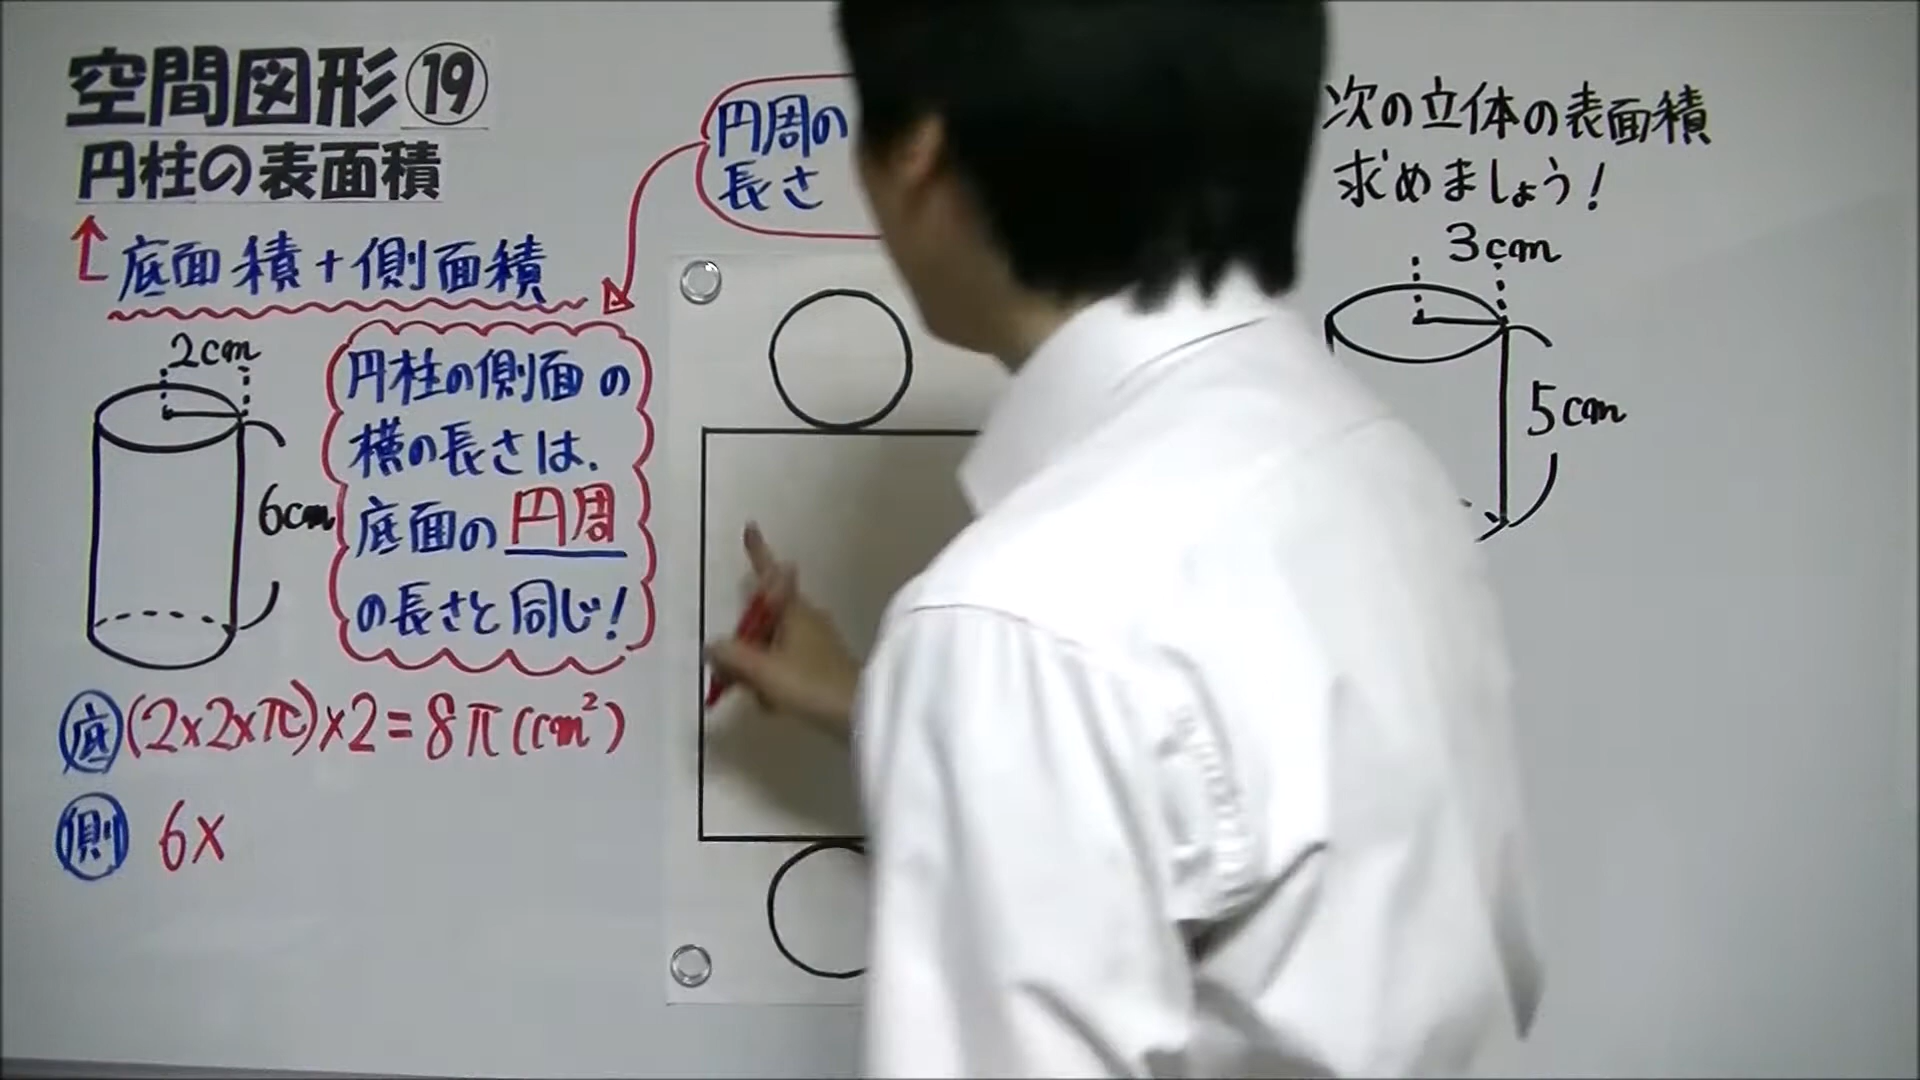 空間図形⑲
円柱の表面積
底面積+側面積
2cm
6cm
円柱の側面の
横の長さは.
底面の円周
の長さと同じ!
底 (2×2×π)×2=8π(cm²)
側 6×
円周の
長さ
次の立体の表面積
求めましょう!
3cm
5cm